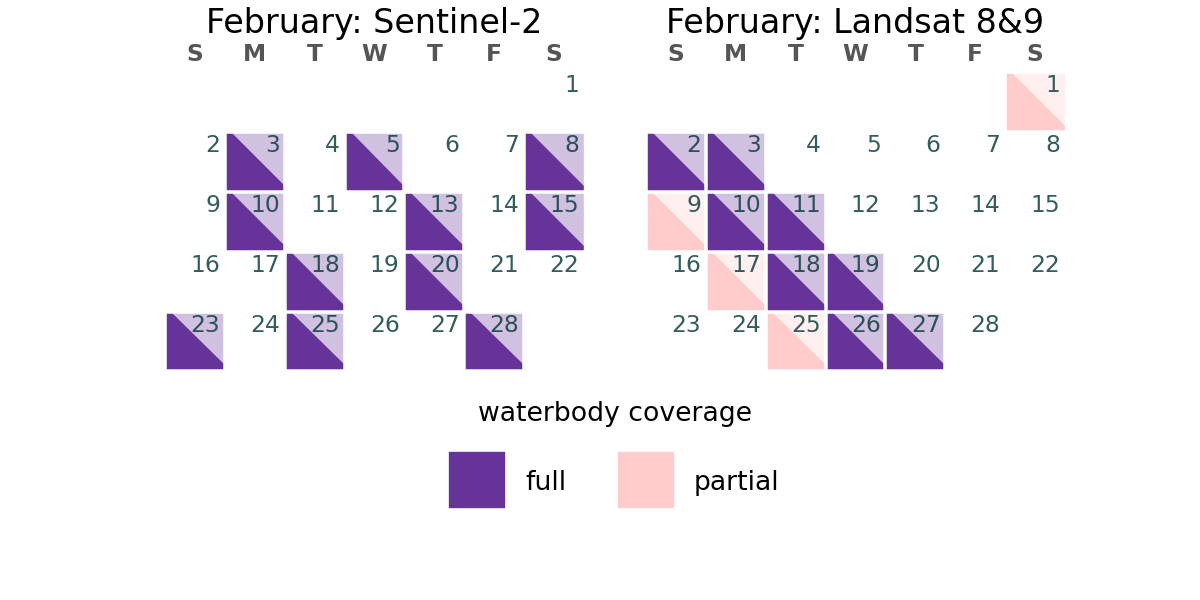 February: Sentinel-2
S M T W T F S
1
2 3 4 5 6 7 8
9 10 11 12 13 14 15
16 17 18 19 20 21 22
23 24 25 26 27 28
February: Landsat 8&9
S M T W T F S
1
2 3 4 5 6 7 8
9 10 11 12 13 14 15
16 17 18 19 20 21 22
23 24 25 26 27 28
waterbody coverage
full partial